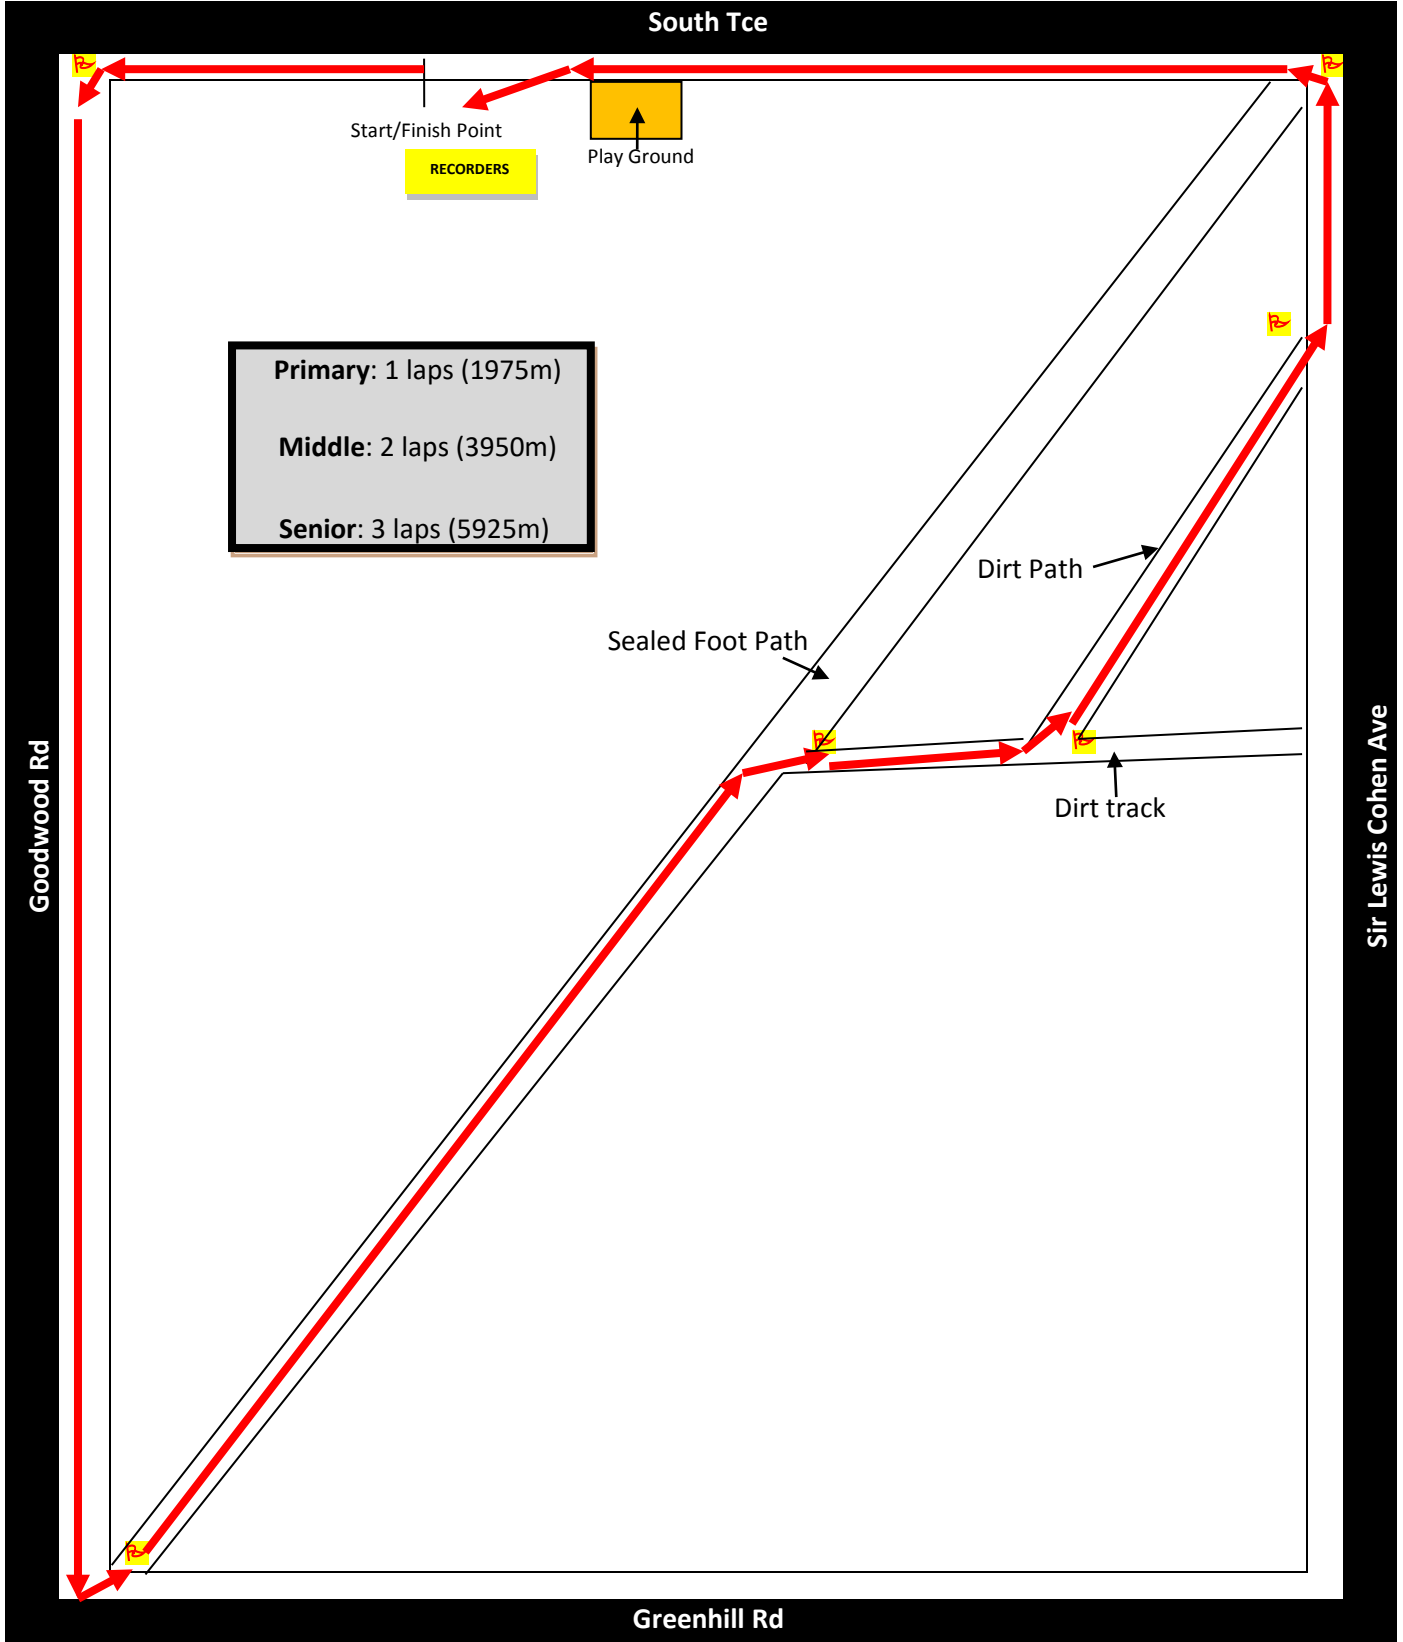 South Tce
Start/Finish Point
RECORDERS
Play Ground
Primary: 1 laps (1975m)
Middle: 2 laps (3950m)
Senior: 3 laps (5925m)
Dirt Path
Sealed Foot Path
Dirt track
Goodwood Rd
Sir Lewis Cohen Ave
Greenhill Rd